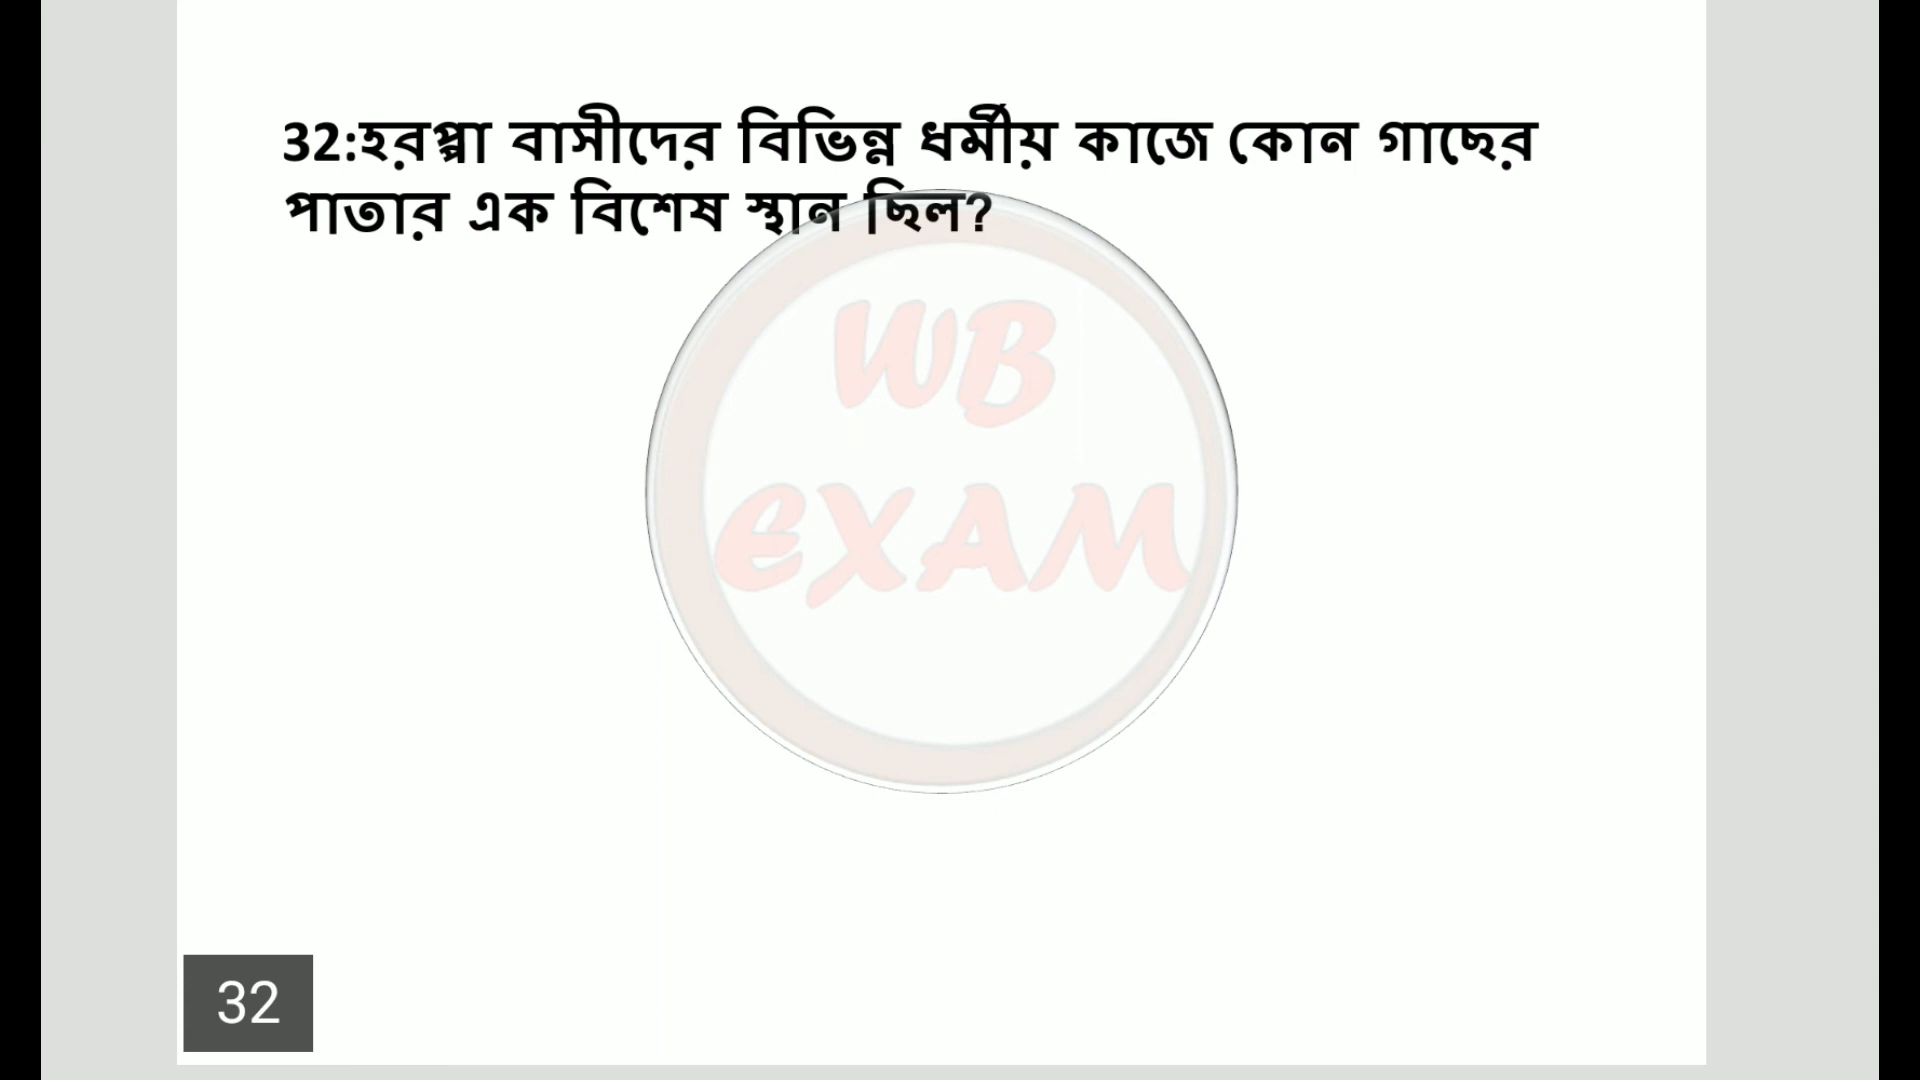 32:হরপ্পা বাসীদের বিভিন্ন ধর্মীয় কাজে কোন গাছের
পাতার এক বিশেষ স্থান ছিল?
WB
EXAM
32